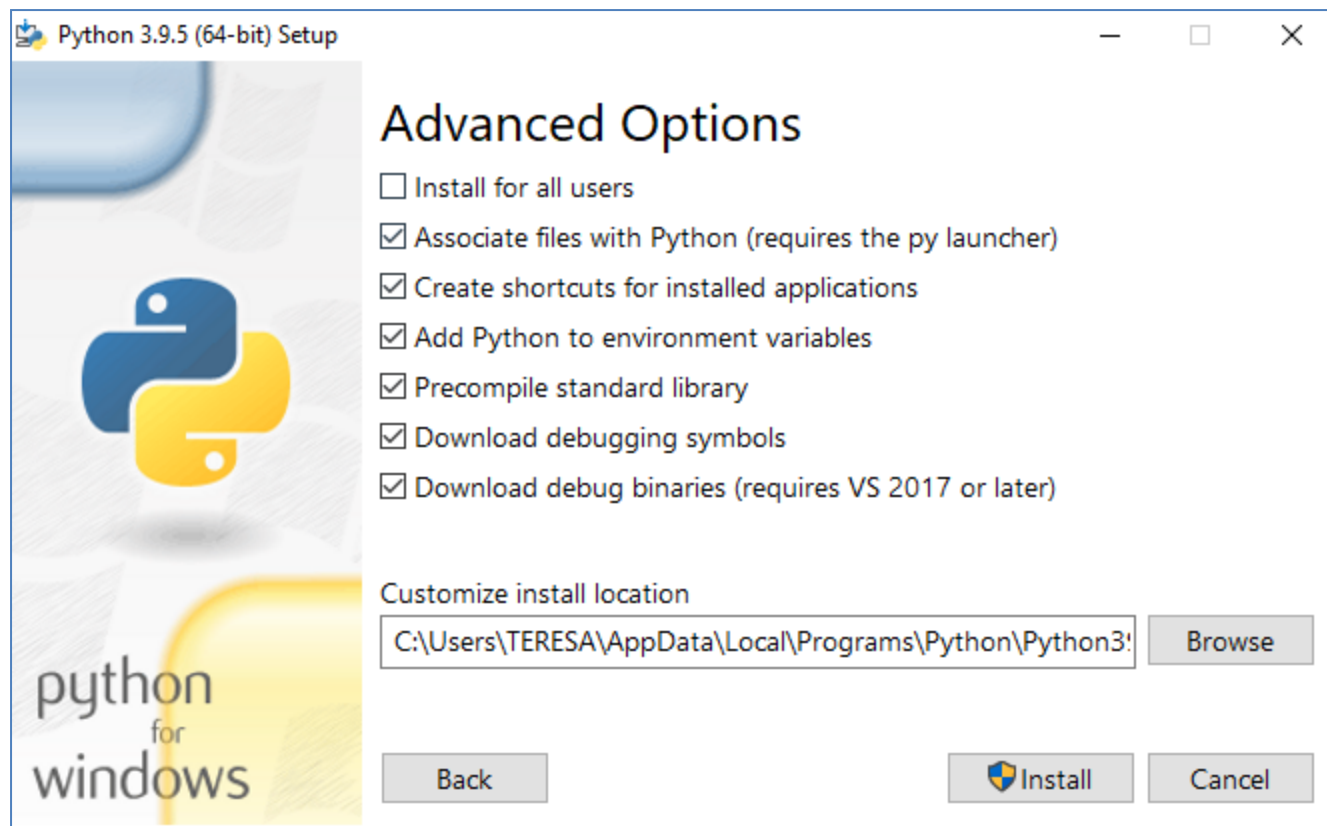 Python 3.9.5 (64-bit) Setup
Advanced Options
Install for all users
Associate files with Python (requires the py launcher)
Create shortcuts for installed applications
Add Python to environment variables
Precompile standard library
Download debugging symbols
Download debug binaries (requires VS 2017 or later)
Customize install location
C:\Users\TERESA\AppData\Local\Programs\Python\Python3
Browse
python
for
windows
Back
Install
Cancel